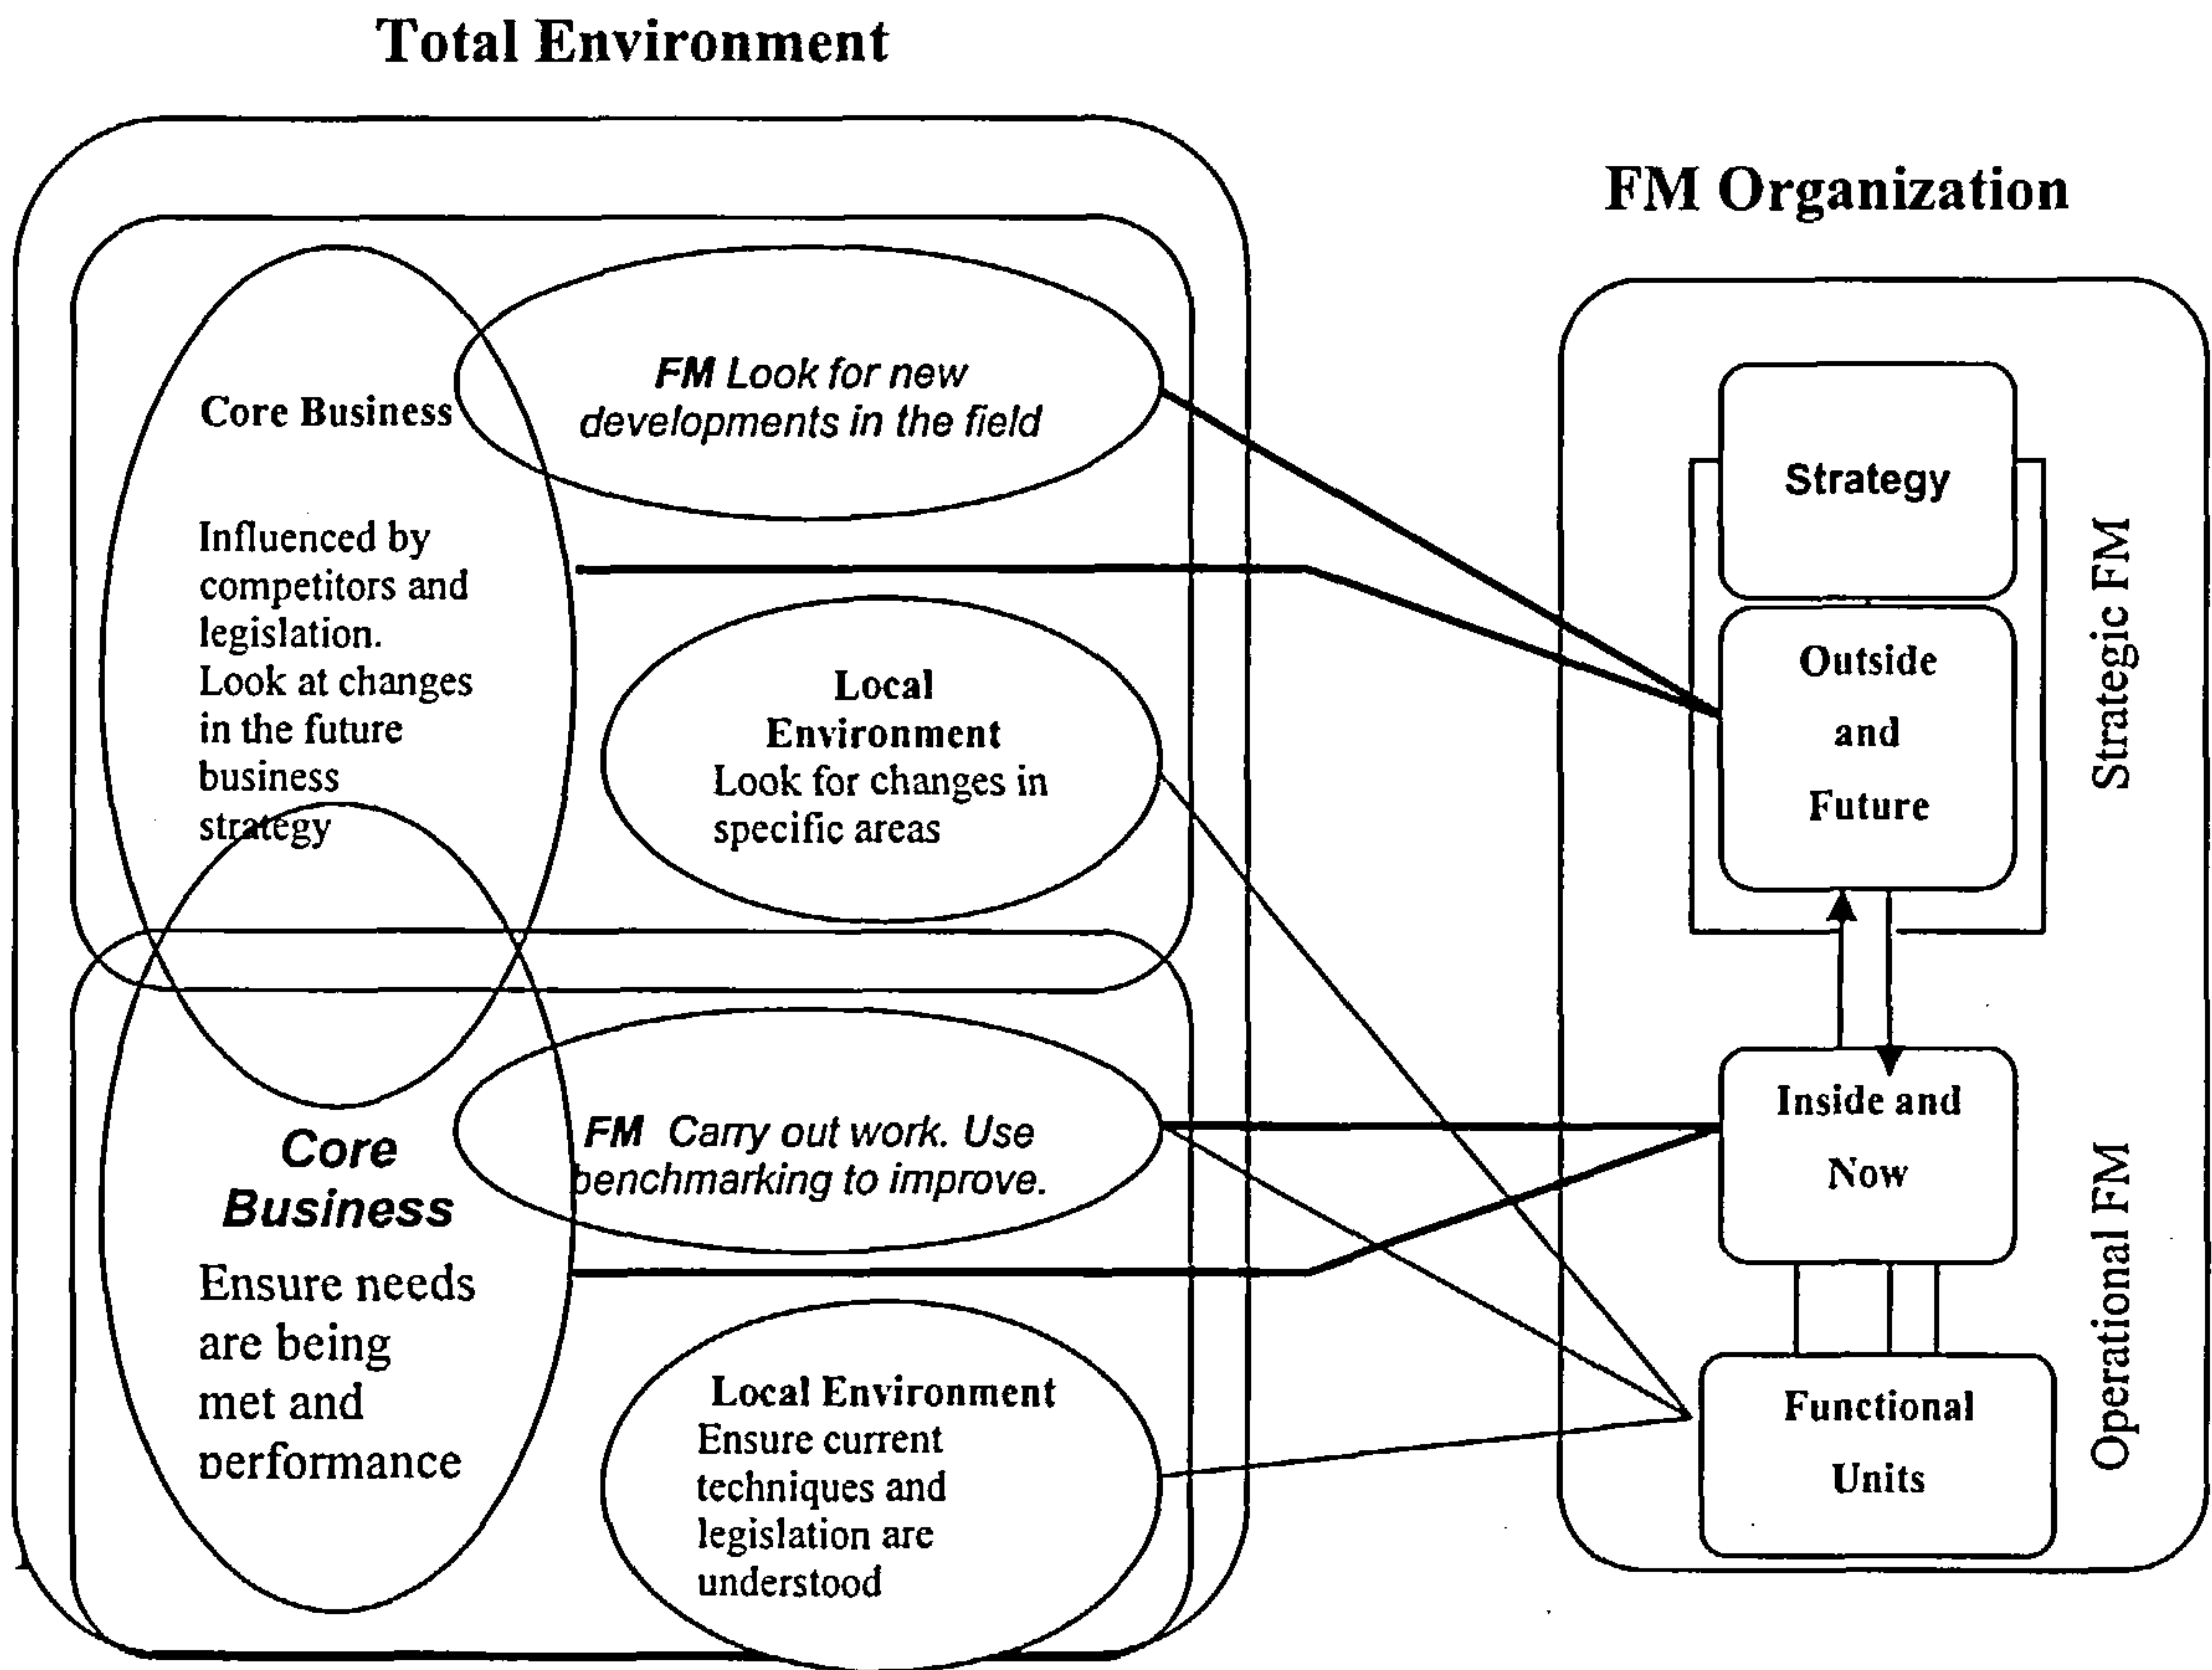 Total Environment
FM Organization
Core Business
Influenced by
competitors and
legislation.
Look at changes
in the future
business
strategy
FM Look for new
developments in the field
Local
Environment
Look for changes in
specific areas
Core
Business
Ensure needs
are being
met and
performance
FM Carry out work. Use
benchmarking to improve.
Local Environment
Ensure current
techniques and
legislation are
understood
Strategy
Outside
and
Future
Strategic FM
Inside and
Now
Functional
Units
Operational FM